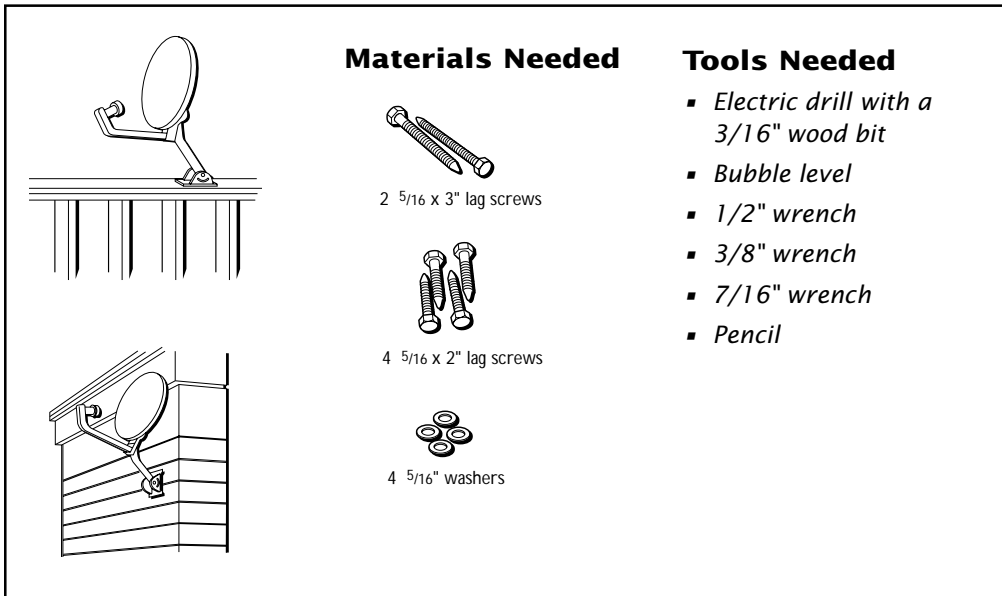 Materials Needed
2 5/16 x 3" lag screws
4 5/16 x 2" lag screws
4 5/16" washers
Tools Needed
▪ Electric drill with a
3/16" wood bit
▪ Bubble level
▪ 1/2" wrench
▪ 3/8" wrench
▪ 7/16" wrench
▪ Pencil